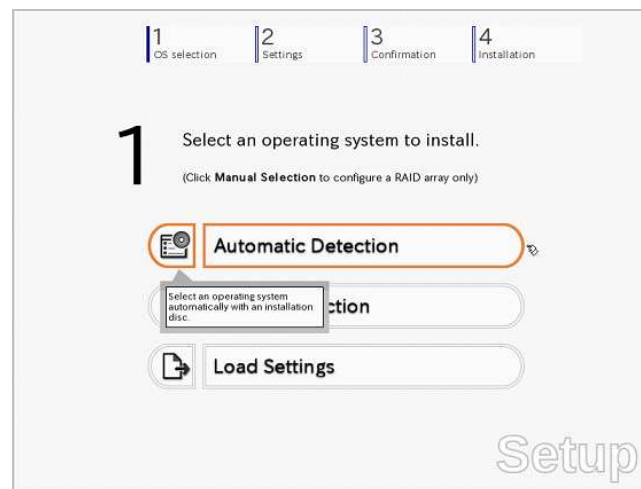 1
OS selection
2
Settings
3
Confirmation
4
Installation
1
Select an operating system to install.
(Click Manual Selection to configure a RAID array only)
Automatic Detection
Select an operating system
automatically with an installation
disc.
ction
Load Settings
Setup